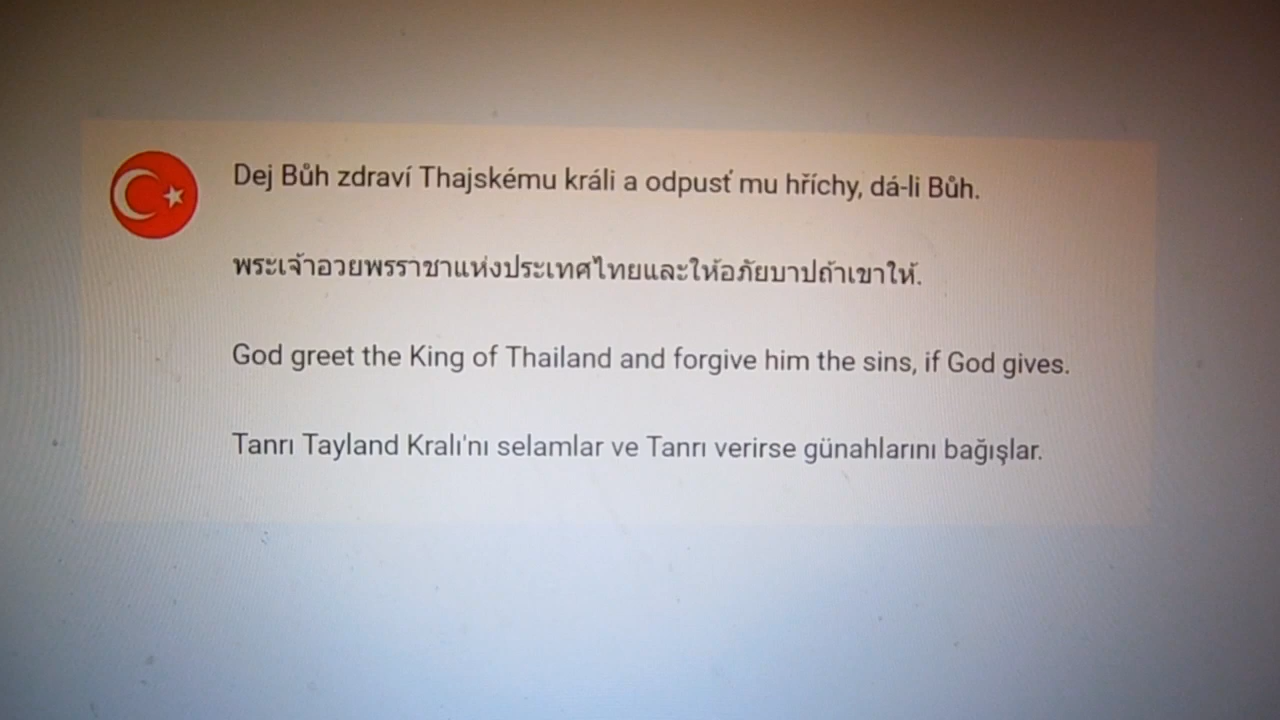 Dej Bůh zdraví Thajskému králi a odpusť mu hříchy, dá-li Bůh.
พระเจ้าอวยพรราชาแห่งประเทศไทยและให้อภัยบาปถ้าเขาให้.
God greet the King of Thailand and forgive him the sins, if God gives.
Tanrı Tayland Kralı'nı selamlar ve Tanrı verirse günahlarını bağışlar.